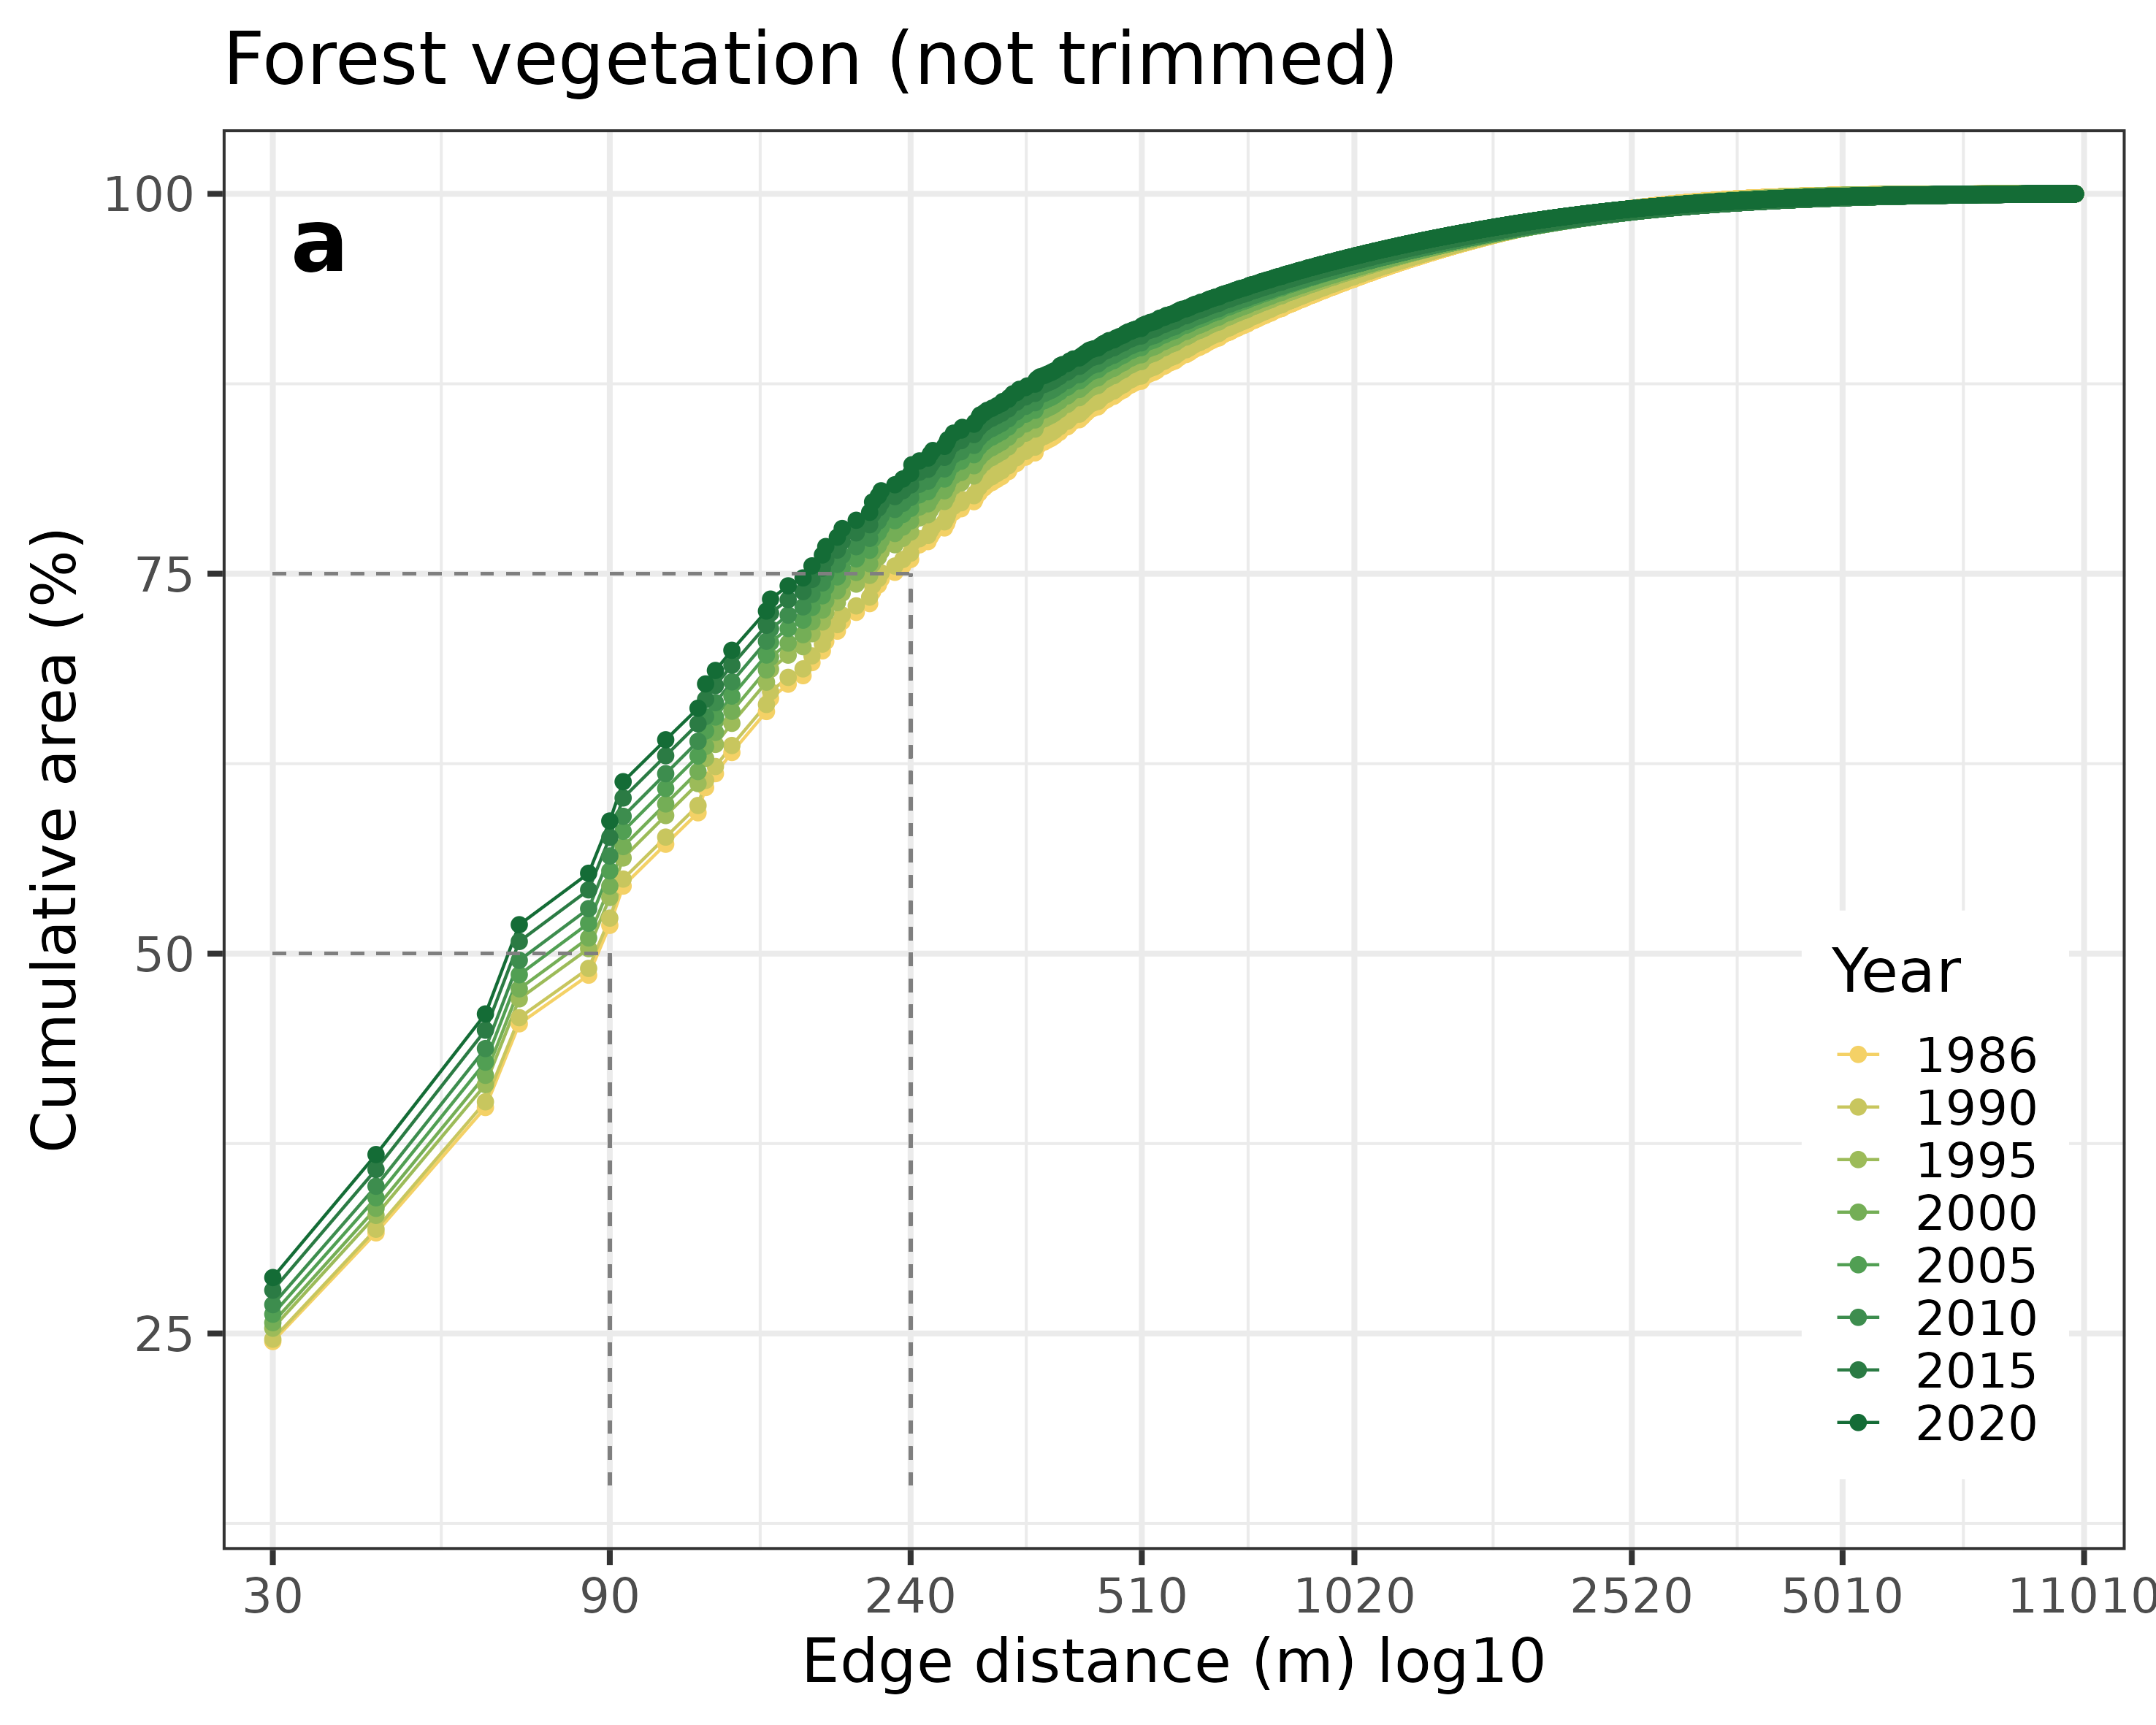 Forest vegetation (not trimmed)
a
Cumulative area (%)
100
75
50
25
Year
1986
1990
1995
2000
2005
2010
2015
2020
30 90 240 510 1020 2520 5010 11010
Edge distance (m) log10